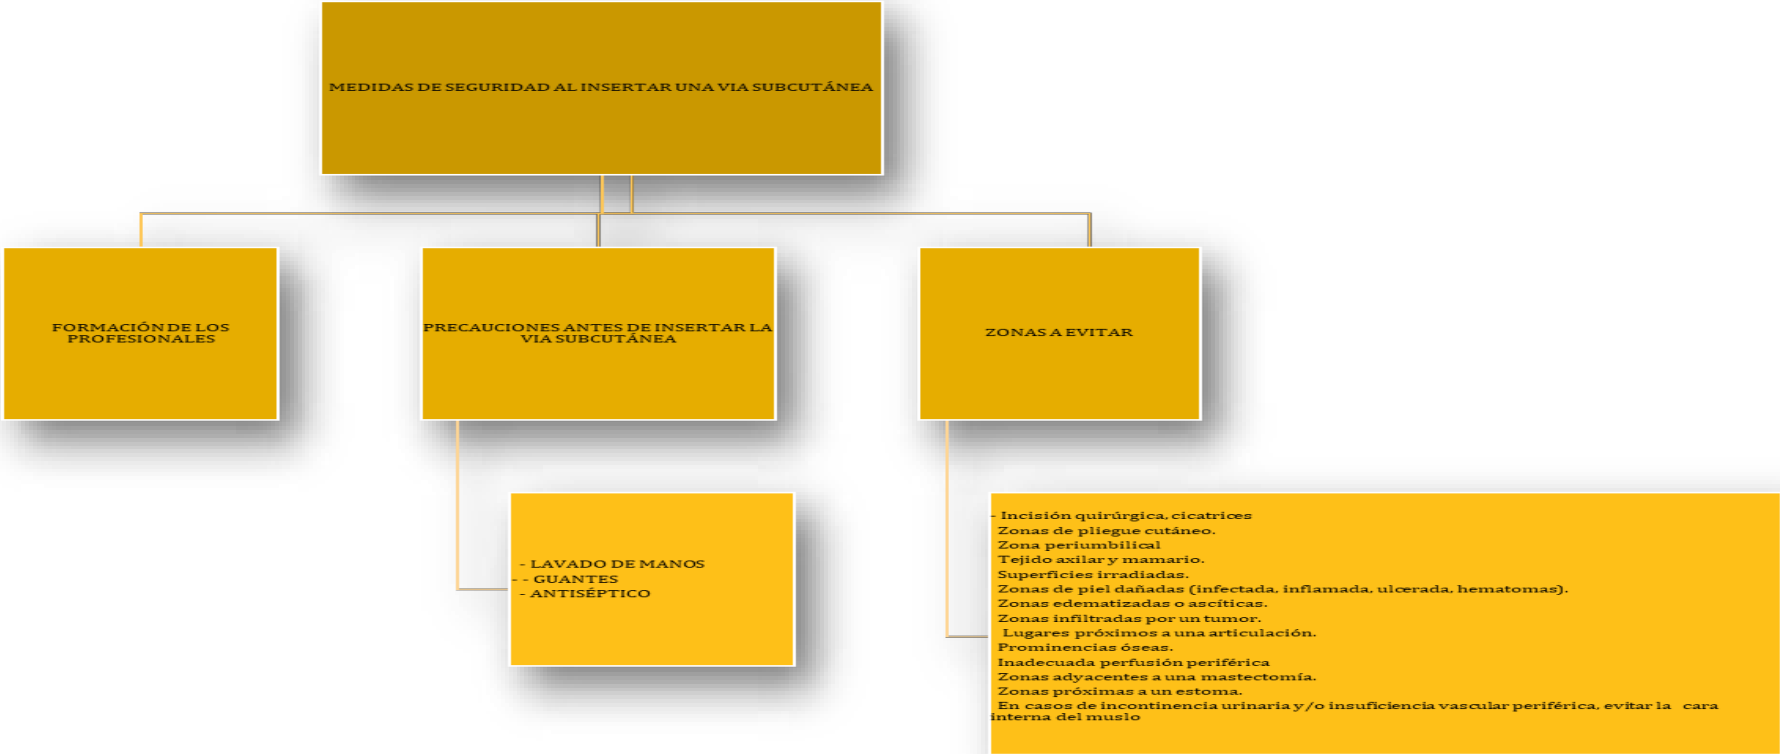 MEDIDAS DE SEGURIDAD AL INSERTAR UNA VIA SUBCUTÁNEA
FORMACIÓN DE LOS
PROFESIONALES
PRECAUCIONES ANTES DE INSERTAR LA
VIA SUBCUTÁNEA
ZONAS A EVITAR
- LAVADO DE MANOS
- - GUANTES
- ANTISÉPTICO
- Incisión quirúrgica, cicatrices
Zonas de pliegue cutáneo.
Zona periumbilical
Tejido axilar y mamario.
Superficies irradiadas.
Zonas de piel dañadas (infectada, inflamada, ulcerada, hematomas).
Zonas edematizadas o ascíticas.
Zonas infiltradas por un tumor.
Lugares próximos a una articulación.
Prominencias óseas.
Inadecuada perfusión periférica
Zonas adyacentes a una mastectomía.
Zonas próximas a un estoma.
En casos de incontinencia urinaria y/o insuficiencia vascular periférica, evitar la cara
interna del muslo